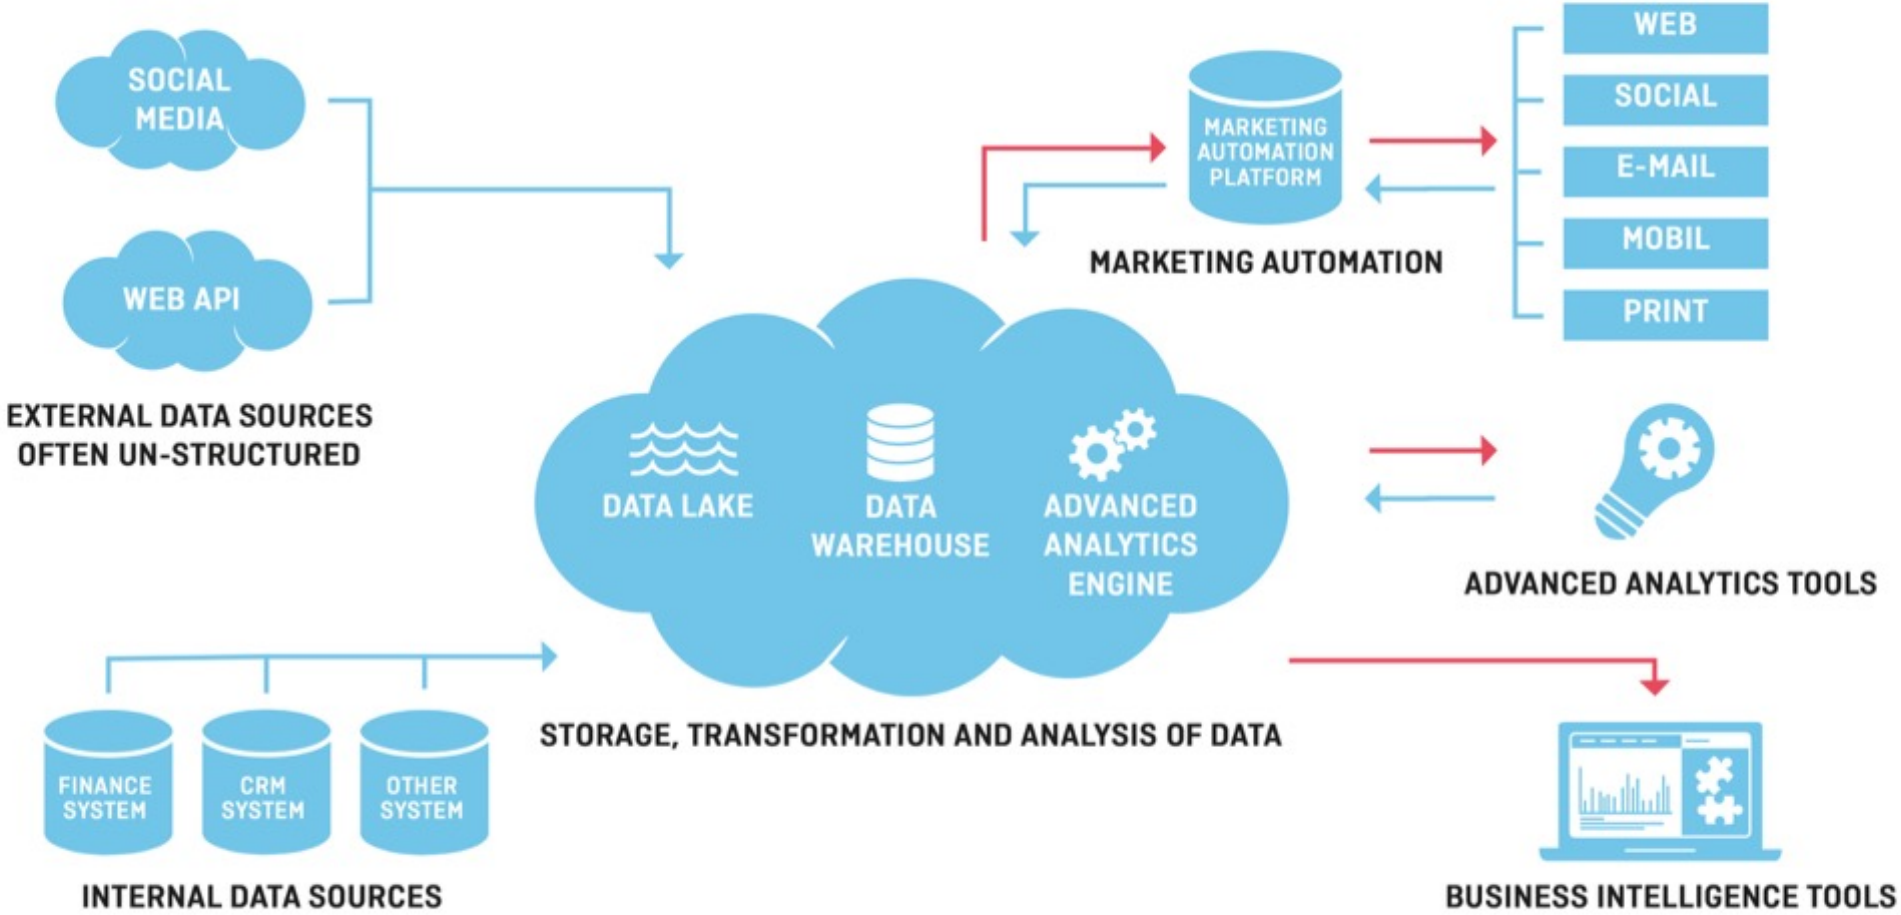 SOCIAL
MEDIA
WEB API
EXTERNAL DATA SOURCES
OFTEN UN-STRUCTURED
MARKETING
AUTOMATION
PLATFORM
MARKETING AUTOMATION
WEB
SOCIAL
E-MAIL
MOBIL
PRINT
DATA LAKE
DATA
WAREHOUSE
ADVANCED
ANALYTICS
ENGINE
STORAGE, TRANSFORMATION AND ANALYSIS OF DATA
ADVANCED ANALYTICS TOOLS
FINANCE
SYSTEM
CRM
SYSTEM
OTHER
SYSTEM
INTERNAL DATA SOURCES
BUSINESS INTELLIGENCE TOOLS